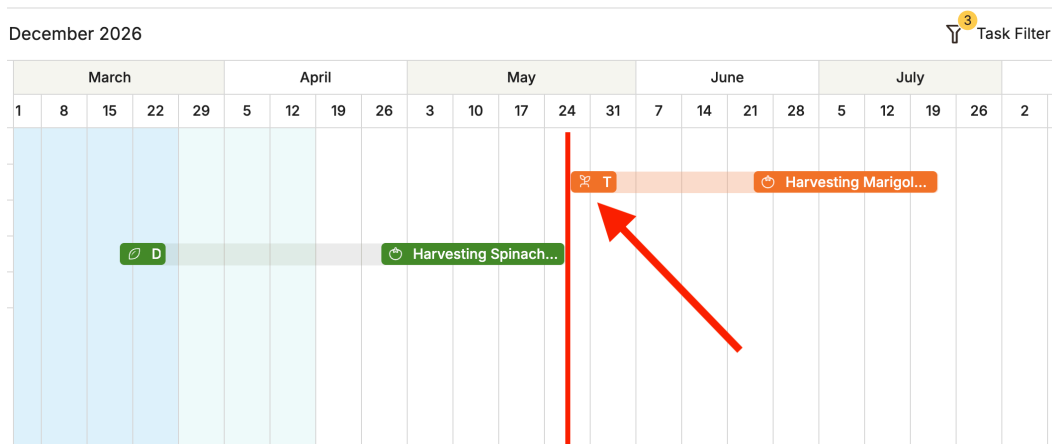 December 2026
3
Task Filter
March April May June July
1 8 15 22 29 5 12 19 26 3 10 17 24 31 7 14 21 28 5 12 19 26 2
T Harvesting Marigol...
D Harvesting Spinach...